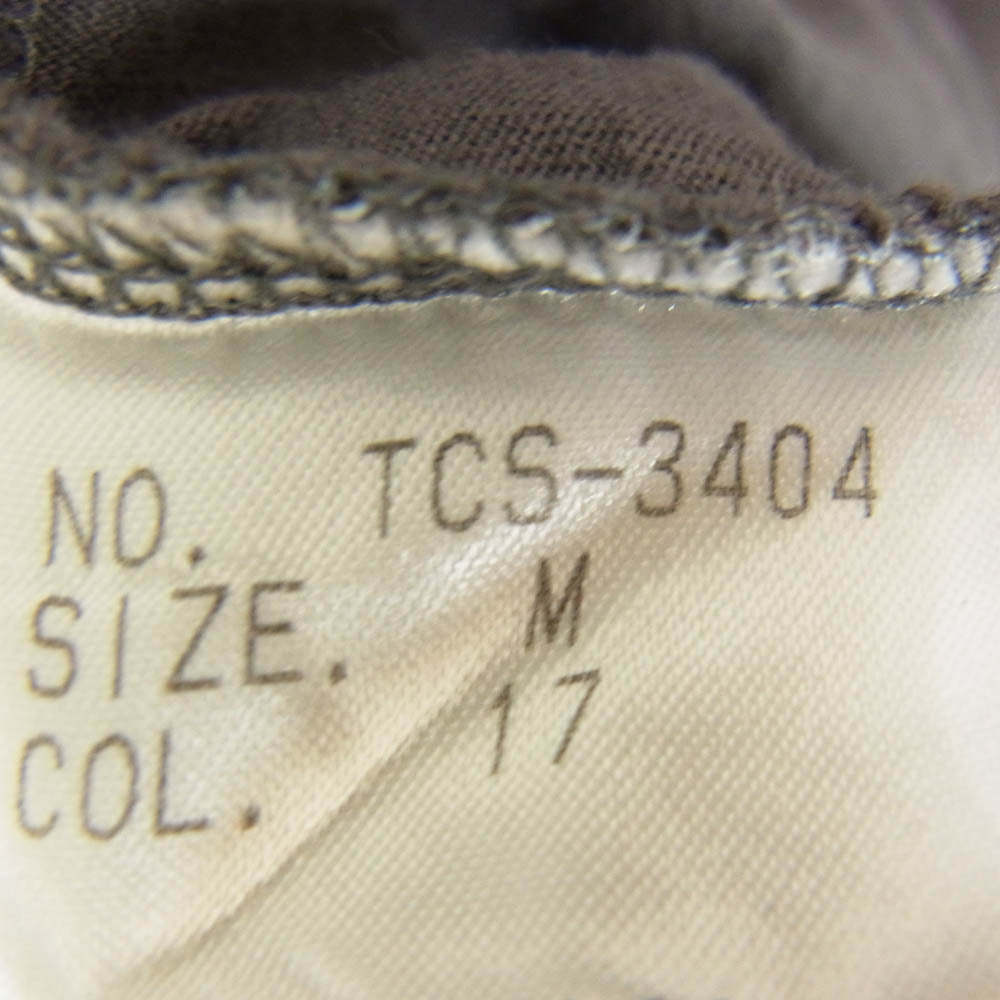 NO. TCS-3404
SIZE. M
COL. 17